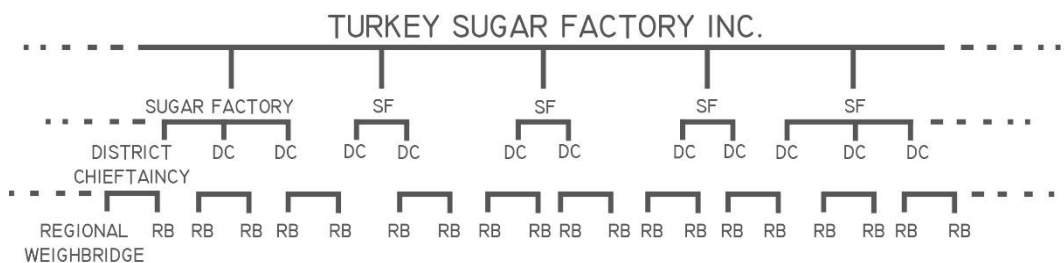 TURKEY SUGAR FACTORY INC.
SUGAR FACTORY SF SF SF SF
DISTRICT CHIEFTAINCY DC DC DC DC DC DC DC DC DC DC DC
REGIONAL WEIGHBRIDGE RB RB RB RB RB RB RB RB RB RB RB RB RB RB RB RB RB RB RB